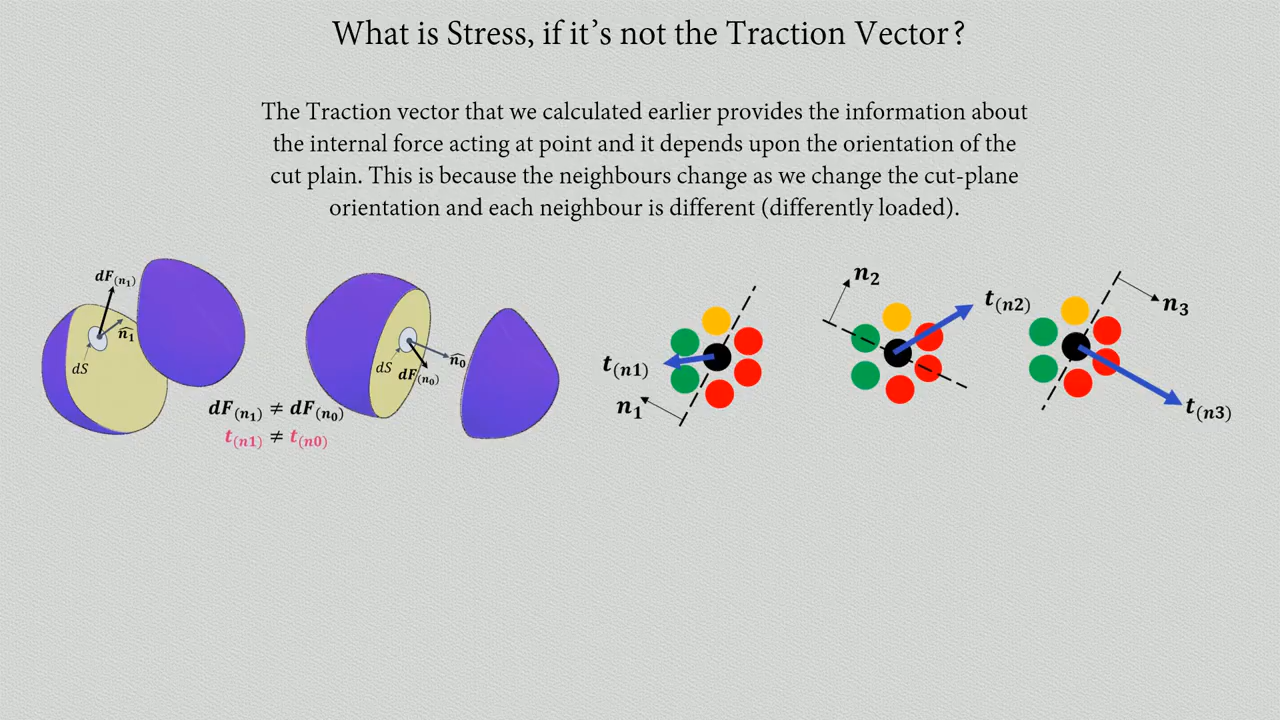 What is Stress, if it's not the Traction Vector?
The Traction vector that we calculated earlier provides the information about
the internal force acting at point and it depends upon the orientation of the
cut plain. This is because the neighbours change as we change the cut-plane
orientation and each neighbour is different (differently loaded).
dF(n₁)
n̂₁
dS
dS
dF(n₀)
n̂₀
dF(n₁) ≠ dF(n₀)
t(n1) ≠ t(n0)
t(n1)
n₁
n₂
t(n2)
n₃
t(n3)